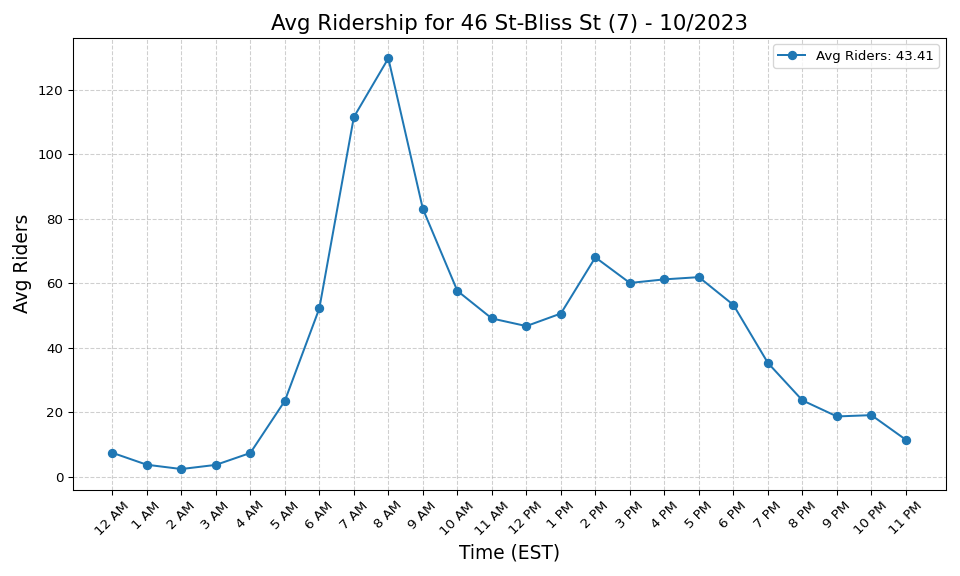 Avg Ridership for 46 St-Bliss St (7) - 10/2023
Avg Riders: 43.41
Avg Riders
120
100
80
60
40
20
0
12 AM
1 AM
2 AM
3 AM
4 AM
5 AM
6 AM
7 AM
8 AM
9 AM
10 AM
11 AM
12 PM
1 PM
2 PM
3 PM
4 PM
5 PM
6 PM
7 PM
8 PM
9 PM
10 PM
11 PM
Time (EST)